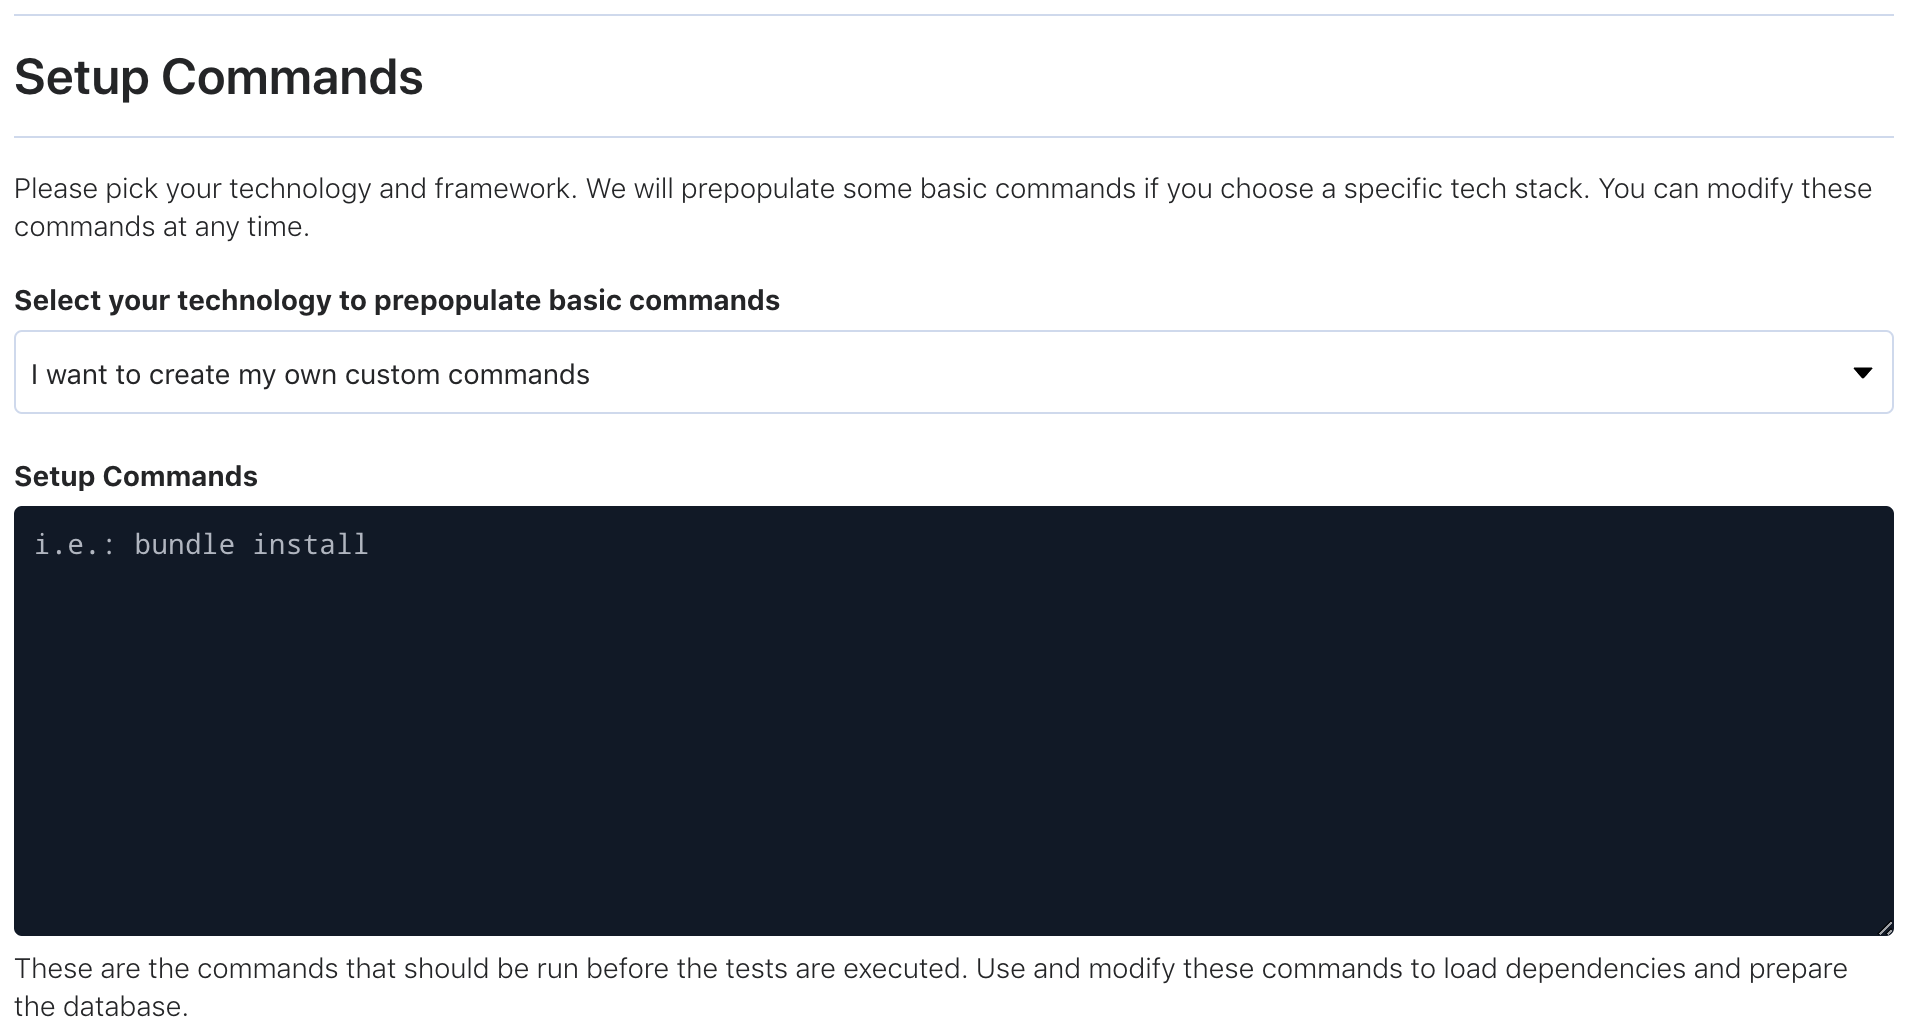 Setup Commands
Please pick your technology and framework. We will prepopulate some basic commands if you choose a specific tech stack. You can modify these
commands at any time.
Select your technology to prepopulate basic commands
I want to create my own custom commands
Setup Commands
i.e.: bundle install
These are the commands that should be run before the tests are executed. Use and modify these commands to load dependencies and prepare
the database.